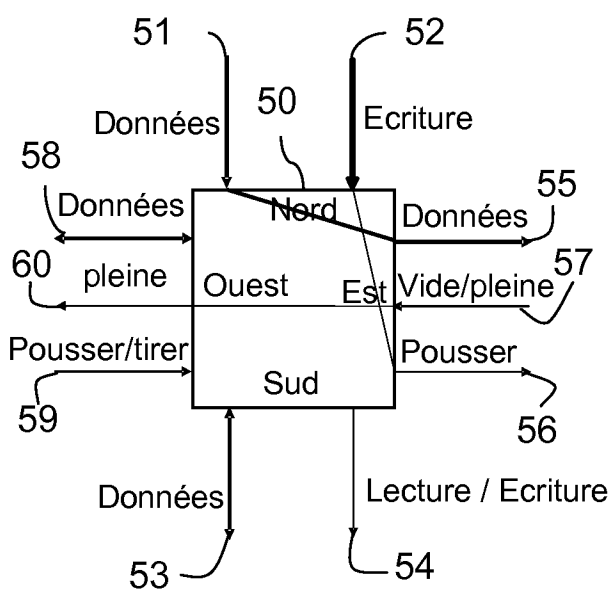 51
52
50
Données
Ecriture
58
Données
Nord
Données
55
60
pleine
Ouest
Est
Vide/pleine
57
Pousser/tirer
59
Sud
Pousser
56
Données
Lecture / Ecriture
53
54